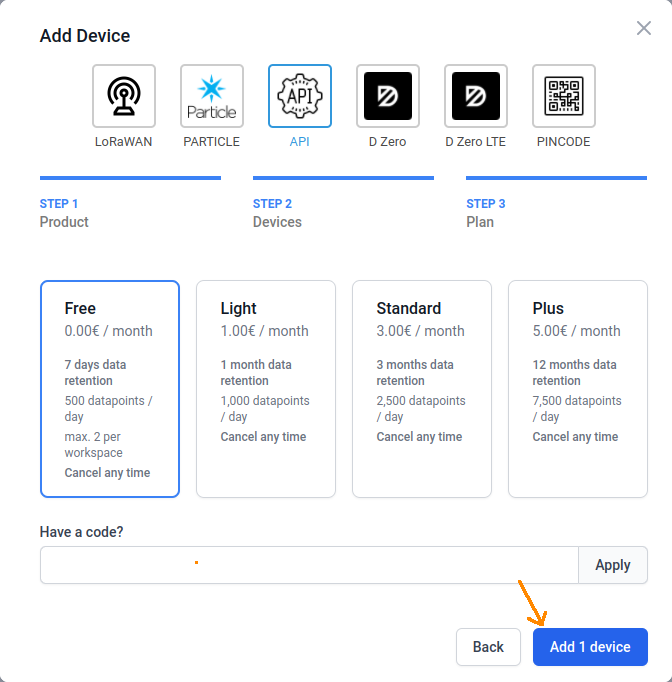 Add Device
API
Particle
LoRaWAN
PARTICLE
API
D Zero
D Zero LTE
PINCODE
STEP 1
Product
STEP 2
Devices
STEP 3
Plan
Free
0.00€ / month
7 days data
retention
500 datapoints /
day
max. 2 per
workspace
Cancel any time
Light
1.00€ / month
1 month data
retention
1,000 datapoints
/ day
Cancel any time
Standard
3.00€ / month
3 months data
retention
2,500 datapoints
/ day
Cancel any time
Plus
5.00€ / month
12 months data
retention
7,500 datapoints
/ day
Cancel any time
Have a code?
Apply
Back
Add 1 device